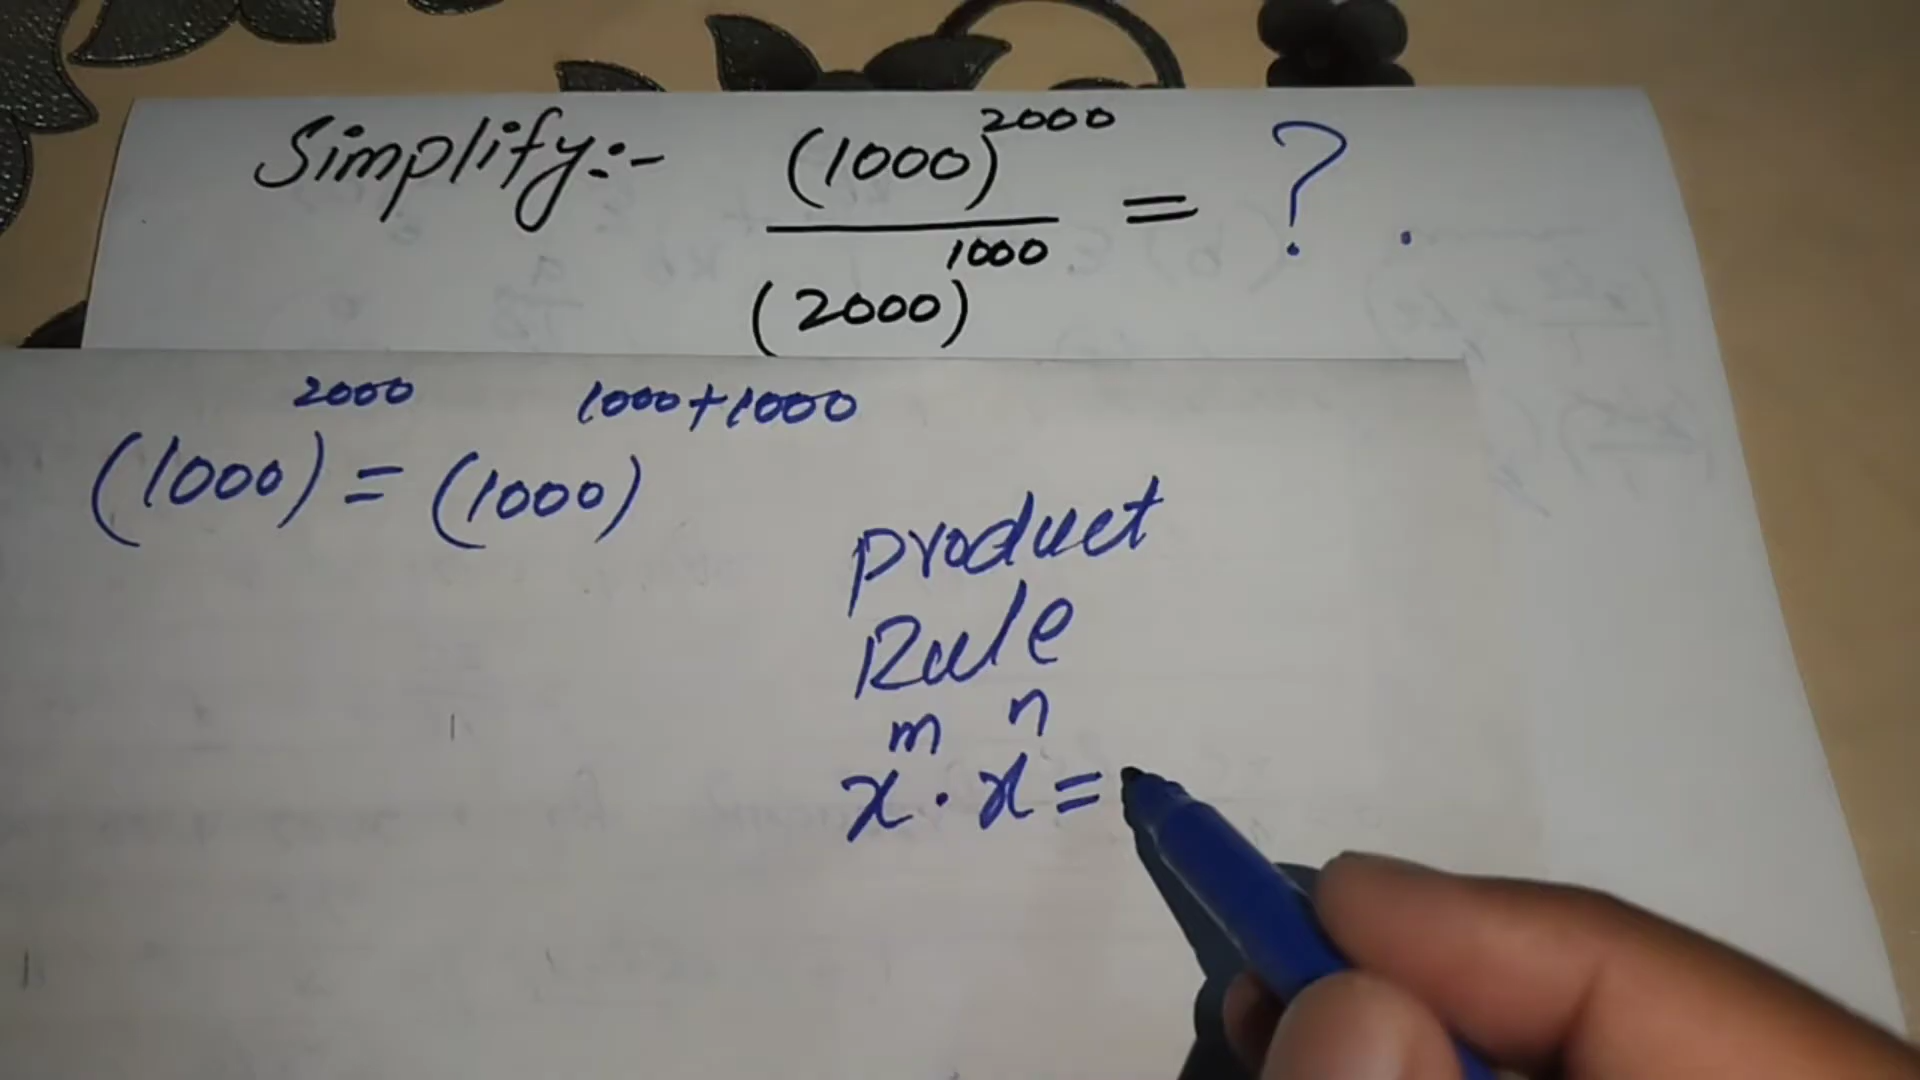 Simplify:- (1000)^2000 / (2000)^1000 = ? .
(1000)^2000 = (1000)^1000+1000
product
Rule
x^m · x^n =